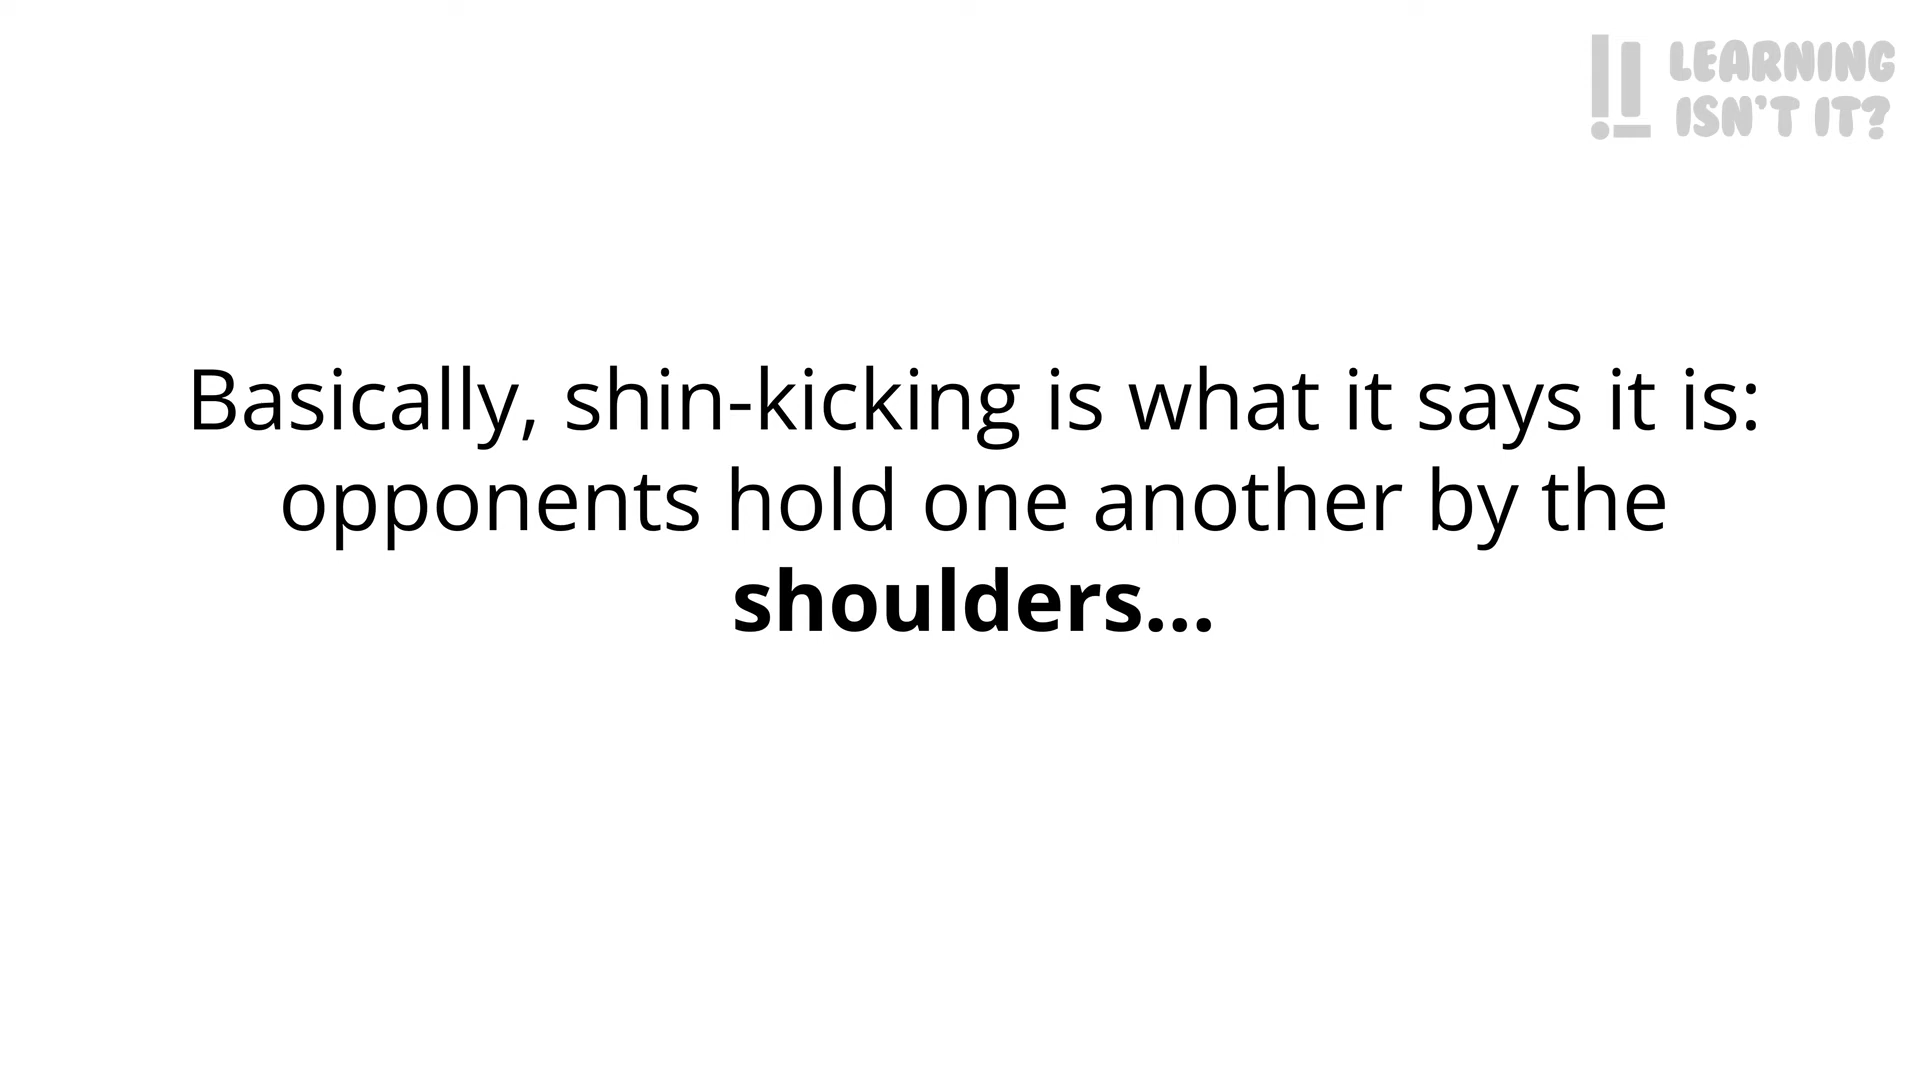 LEARNING
ISN'T IT?
Basically, shin-kicking is what it says it is:
opponents hold one another by the
shoulders...